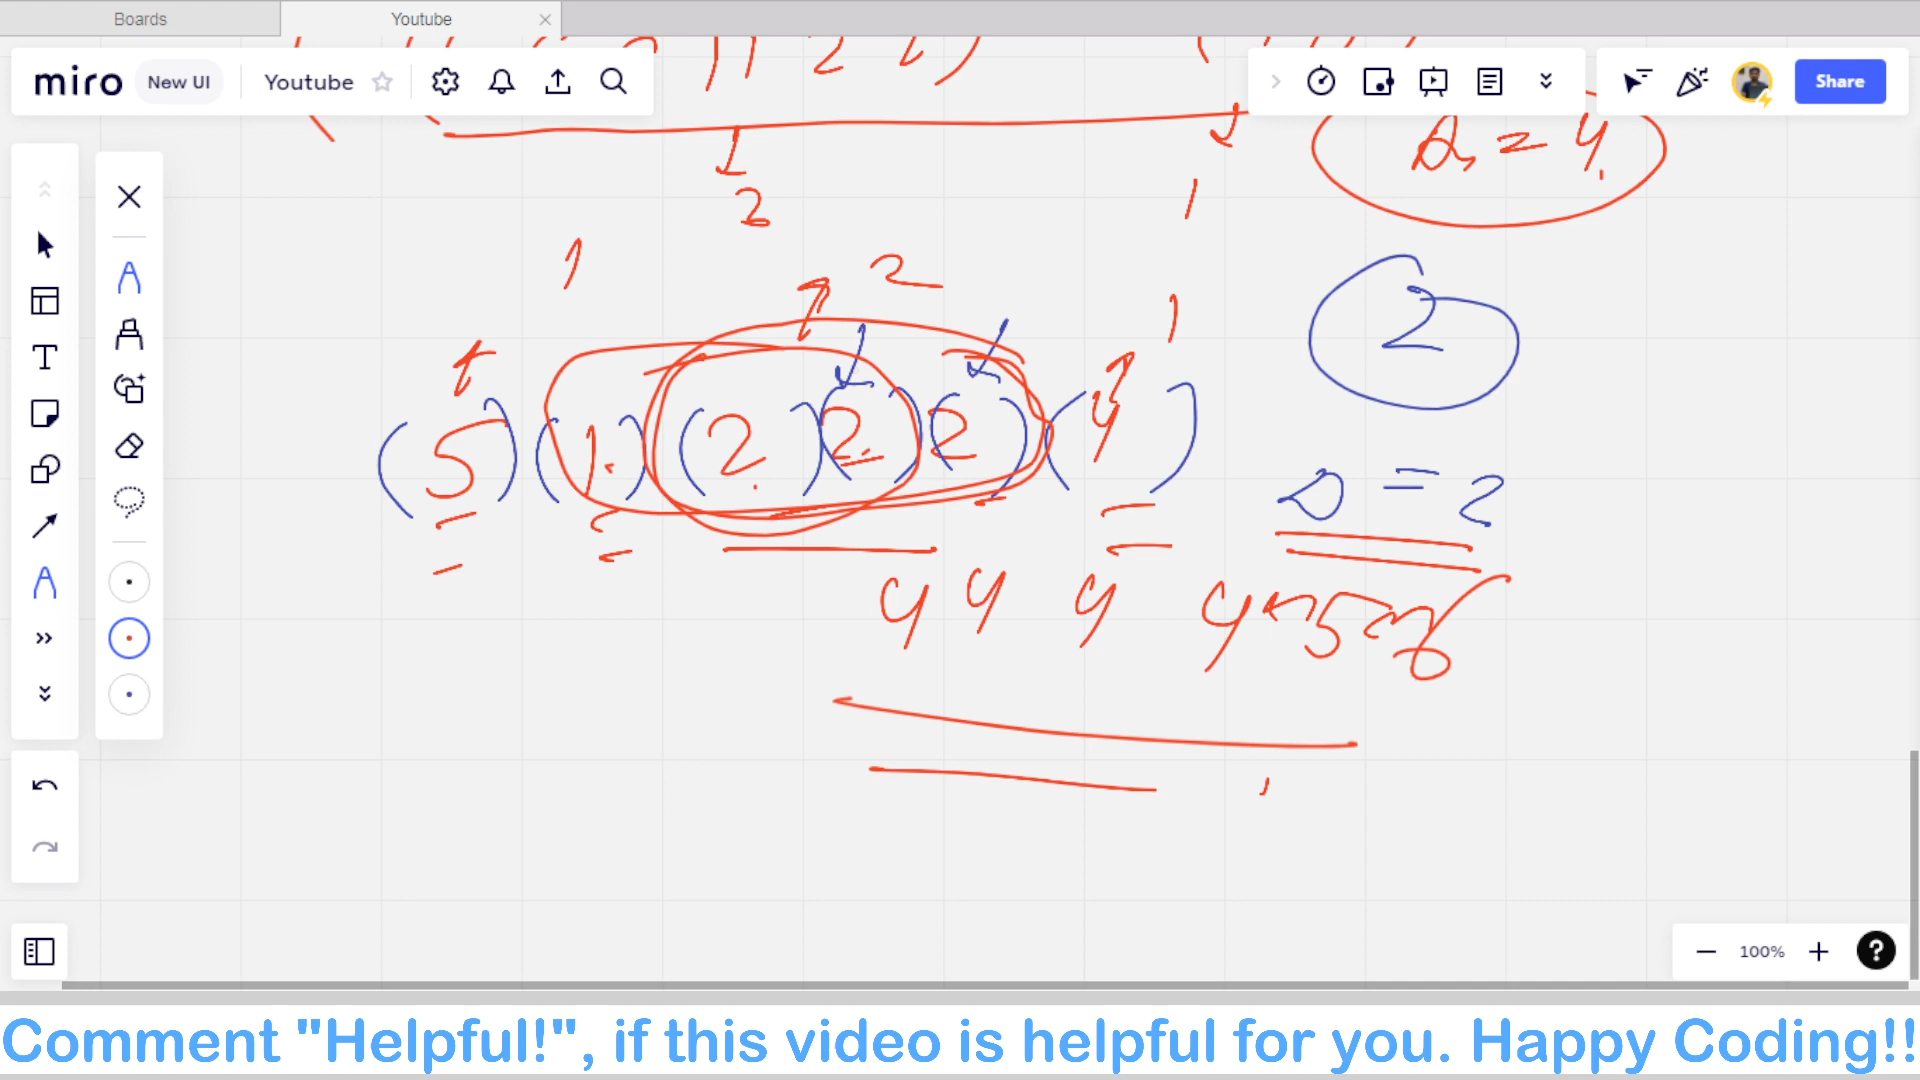 Boards Youtube
miro New UI Youtube Share
2 2 )
s = 4.
2 1
1 2 1
2
(5)(1.)(2.)(2.)(2)(4)
s = 2
4 4 4 4 5
100%
Comment "Helpful!", if this video is helpful for you. Happy Coding!!